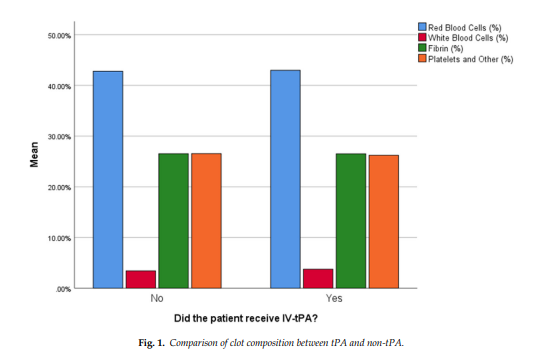 Red Blood Cells (%)
White Blood Cells (%)
Fibrin (%)
Platelets and Other (%)
50.00%
40.00%
30.00%
20.00%
10.00%
.00%
Mean
No
Yes
Did the patient receive IV-tPA?
Fig. 1. Comparison of clot composition between tPA and non-tPA.